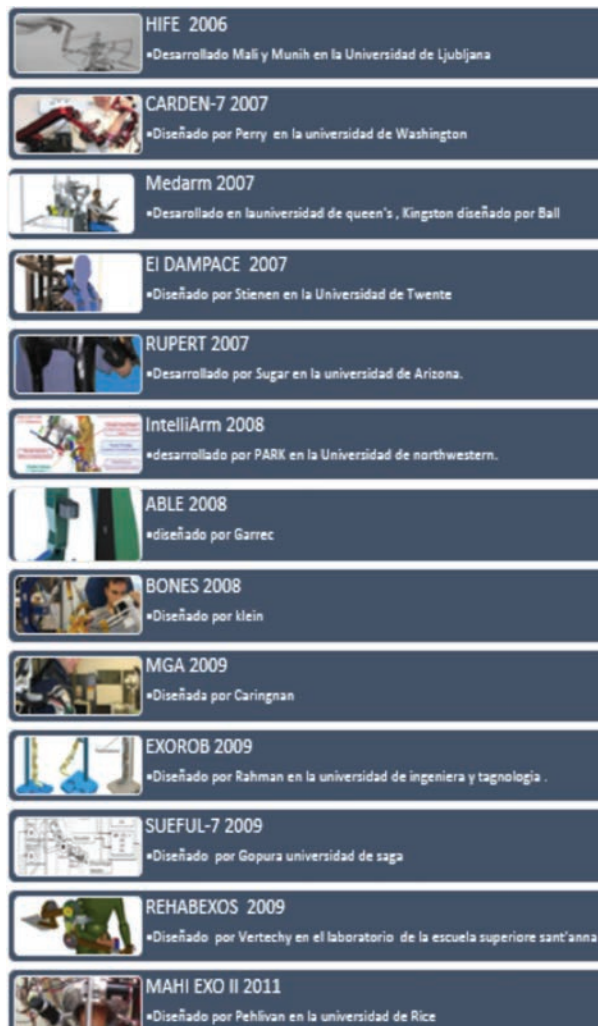 HIFE 2006
▪Desarrollado Mali y Munih en la Universidad de Ljubljana
CARDEN-7 2007
▪Diseñado por Perry en la universidad de Washington
Medarm 2007
▪Desarollado en launiversidad de queen's , Kingston diseñado por Ball
El DAMPACE 2007
▪Diseñado por Stienen en la Universidad de Twente
RUPERT 2007
▪Desarrollado por Sugar en la universidad de Arizona.
IntelliArm 2008
▪desarrollado por PARK en la Universidad de northwestern.
ABLE 2008
▪diseñado por Garrec
BONES 2008
▪Diseñado por klein
MGA 2009
▪Diseñada por Caringnan
EXOROB 2009
▪Diseñado por Rahman en la universidad de ingeniera y tagnologia .
SUEFUL-7 2009
▪Diseñado por Gopura universidad de saga
REHABEXOS 2009
▪Diseñado por Vertechy en el laboratorio de la escuela superiore sant'anna
MAHI EXO II 2011
▪Diseñado por Pehlivan en la universidad de Rice